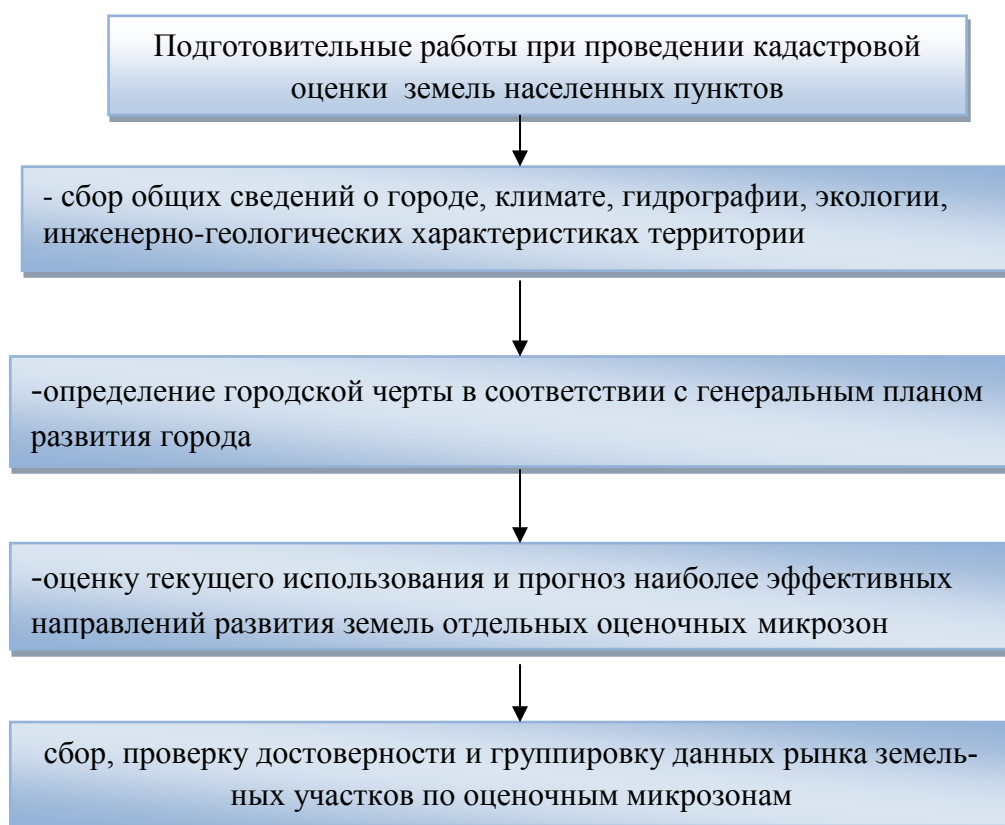 Подготовительные работы при проведении кадастровой
оценки земель населенных пунктов
- сбор общих сведений о городе, климате, гидрографии, экологии,
инженерно-геологических характеристиках территории
-определение городской черты в соответствии с генеральным планом
развития города
-оценку текущего использования и прогноз наиболее эффективных
направлений развития земель отдельных оценочных микрозон
сбор, проверку достоверности и группировку данных рынка земель-
ных участков по оценочным микрозонам